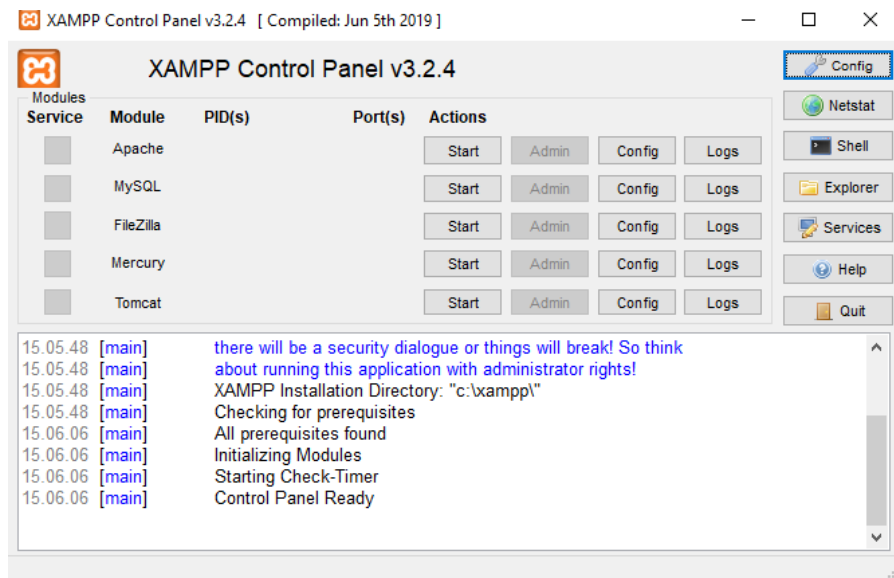 XAMPP Control Panel v3.2.4 [ Compiled: Jun 5th 2019 ]
XAMPP Control Panel v3.2.4
Config
Modules
Service Module PID(s) Port(s) Actions
Netstat
Apache Start Admin Config Logs
Shell
MySQL Start Admin Config Logs
Explorer
FileZilla Start Admin Config Logs
Services
Mercury Start Admin Config Logs
Help
Tomcat Start Admin Config Logs
Quit
15.05.48 [main] there will be a security dialogue or things will break! So think
15.05.48 [main] about running this application with administrator rights!
15.05.48 [main] XAMPP Installation Directory: "c:\xampp\"
15.05.48 [main] Checking for prerequisites
15.06.06 [main] All prerequisites found
15.06.06 [main] Initializing Modules
15.06.06 [main] Starting Check-Timer
15.06.06 [main] Control Panel Ready